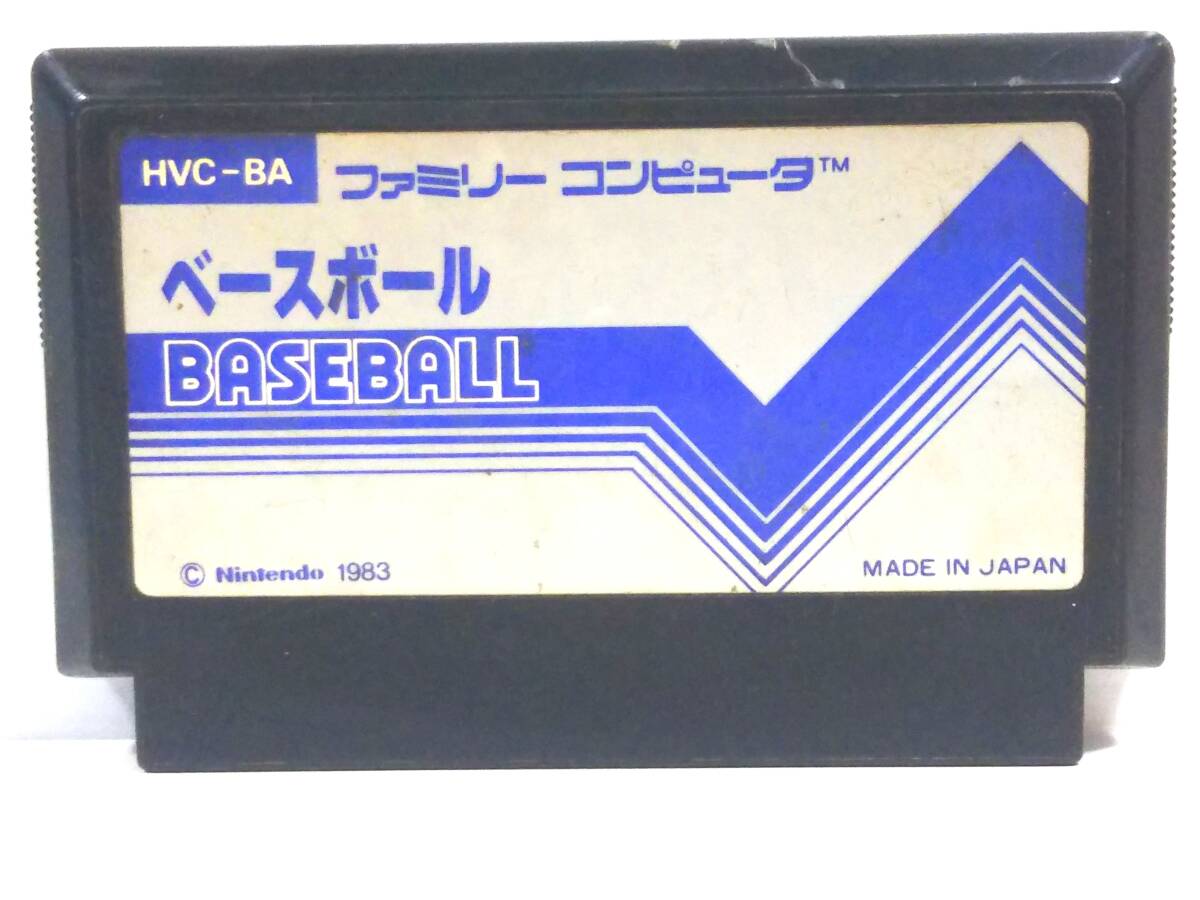 HVC-BA ファミリー コンピュータ™
ベースボール
BASEBALL
© Nintendo 1983
MADE IN JAPAN